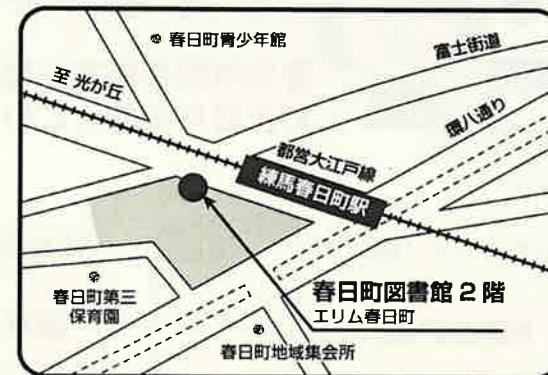 春日町青少年館
富士街道
至 光が丘
環八通り
都営大江戸線
練馬春日町駅
春日町図書館 2 階
エリム春日町
春日町第三
保育園
春日町地域集会所